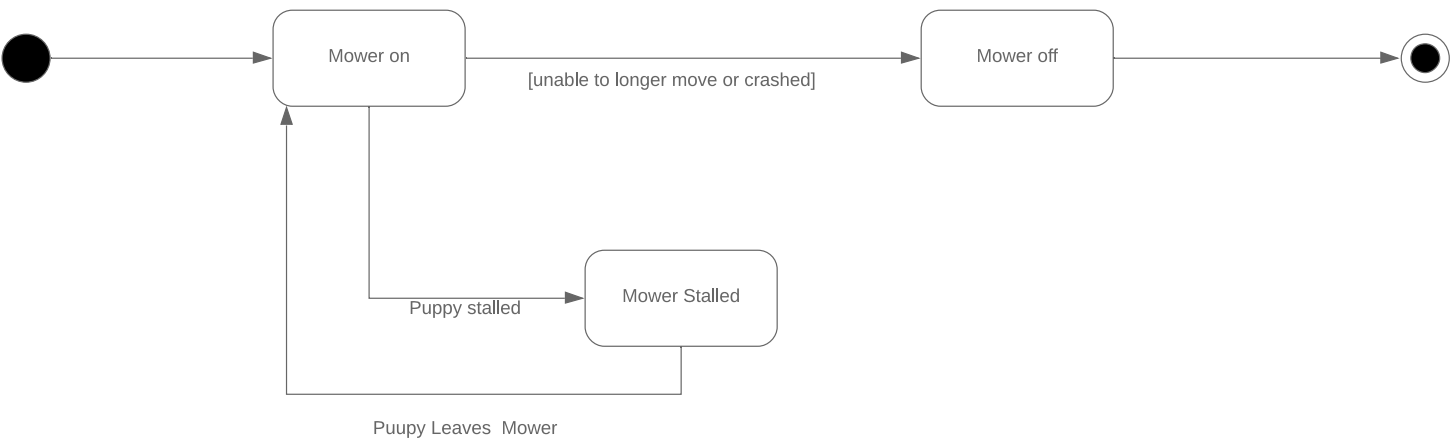 Mower on
Mower off
[unable to longer move or crashed]
Mower Stalled
Puppy stalled
Puupy Leaves  Mower